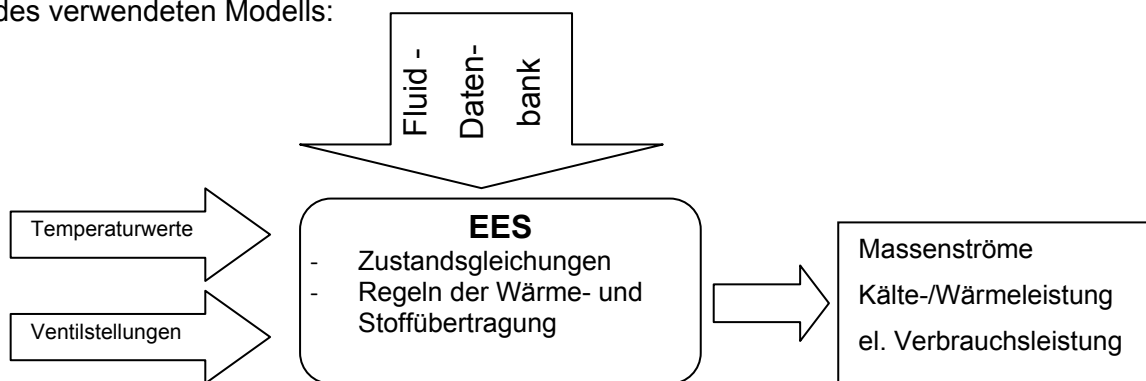 des verwendeten Modells:
Fluid -
Daten-
bank
Temperaturwerte
Ventilstellungen
EES
- Zustandsgleichungen
- Regeln der Wärme- und
Stoffübertragung
Massenströme
Kälte-/Wärmeleistung
el. Verbrauchsleistung